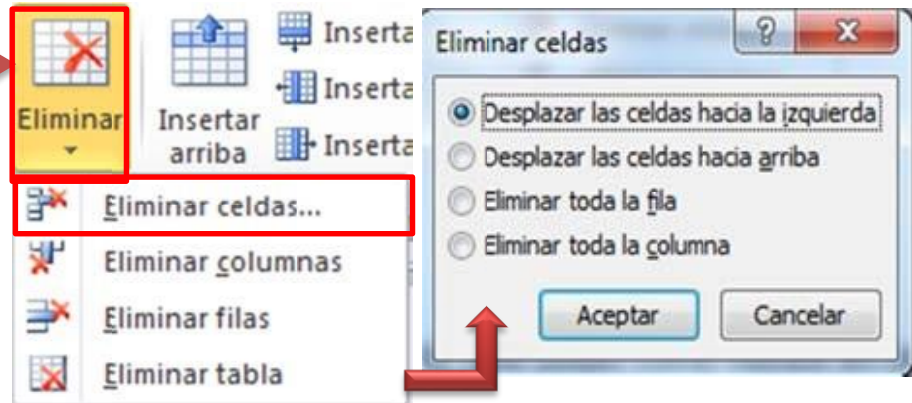 Eliminar
Insertar
arriba
Inserta
Inserta
Inserta
Eliminar celdas...
Eliminar columnas
Eliminar filas
Eliminar tabla
Eliminar celdas
?
Desplazar las celdas hacia la izquierda
Desplazar las celdas hacia arriba
Eliminar toda la fila
Eliminar toda la columna
Aceptar
Cancelar